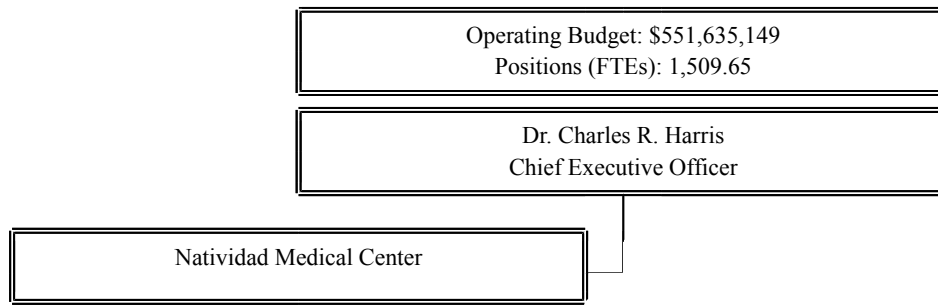 Operating Budget: $551,635,149
Positions (FTEs): 1,509.65
Dr. Charles R. Harris
Chief Executive Officer
Natividad Medical Center